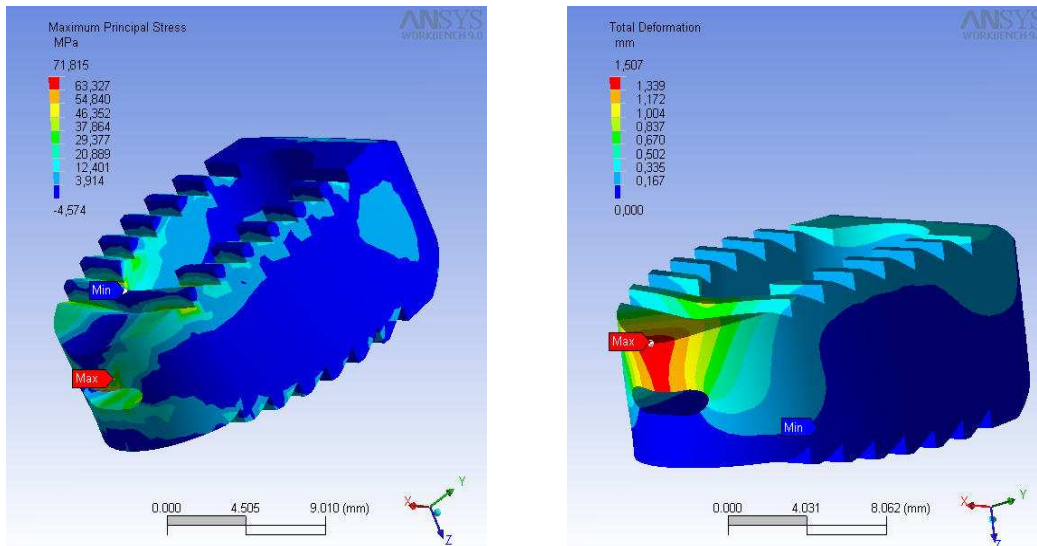 ANSYS
WORKBENCH 9.0
Maximum Principal Stress
MPa
71,815
63,327
54,840
46,352
37,864
29,377
20,889
12,401
3,914
-4,574
Min
Max
0.000 4.505 9.010 (mm)
X Y Z
ANSYS
Total Deformation
mm
1,507
1,339
1,172
1,004
0,837
0,670
0,502
0,335
0,167
0,000
Max
Min
0.000 4.031 8.062 (mm)
X Y